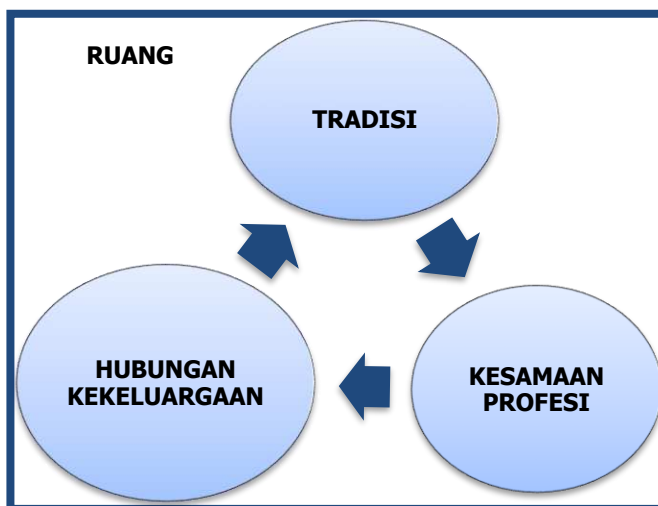 RUANG
TRADISI
HUBUNGAN
KEKELUARGAAN
KESAMAAN
PROFESI